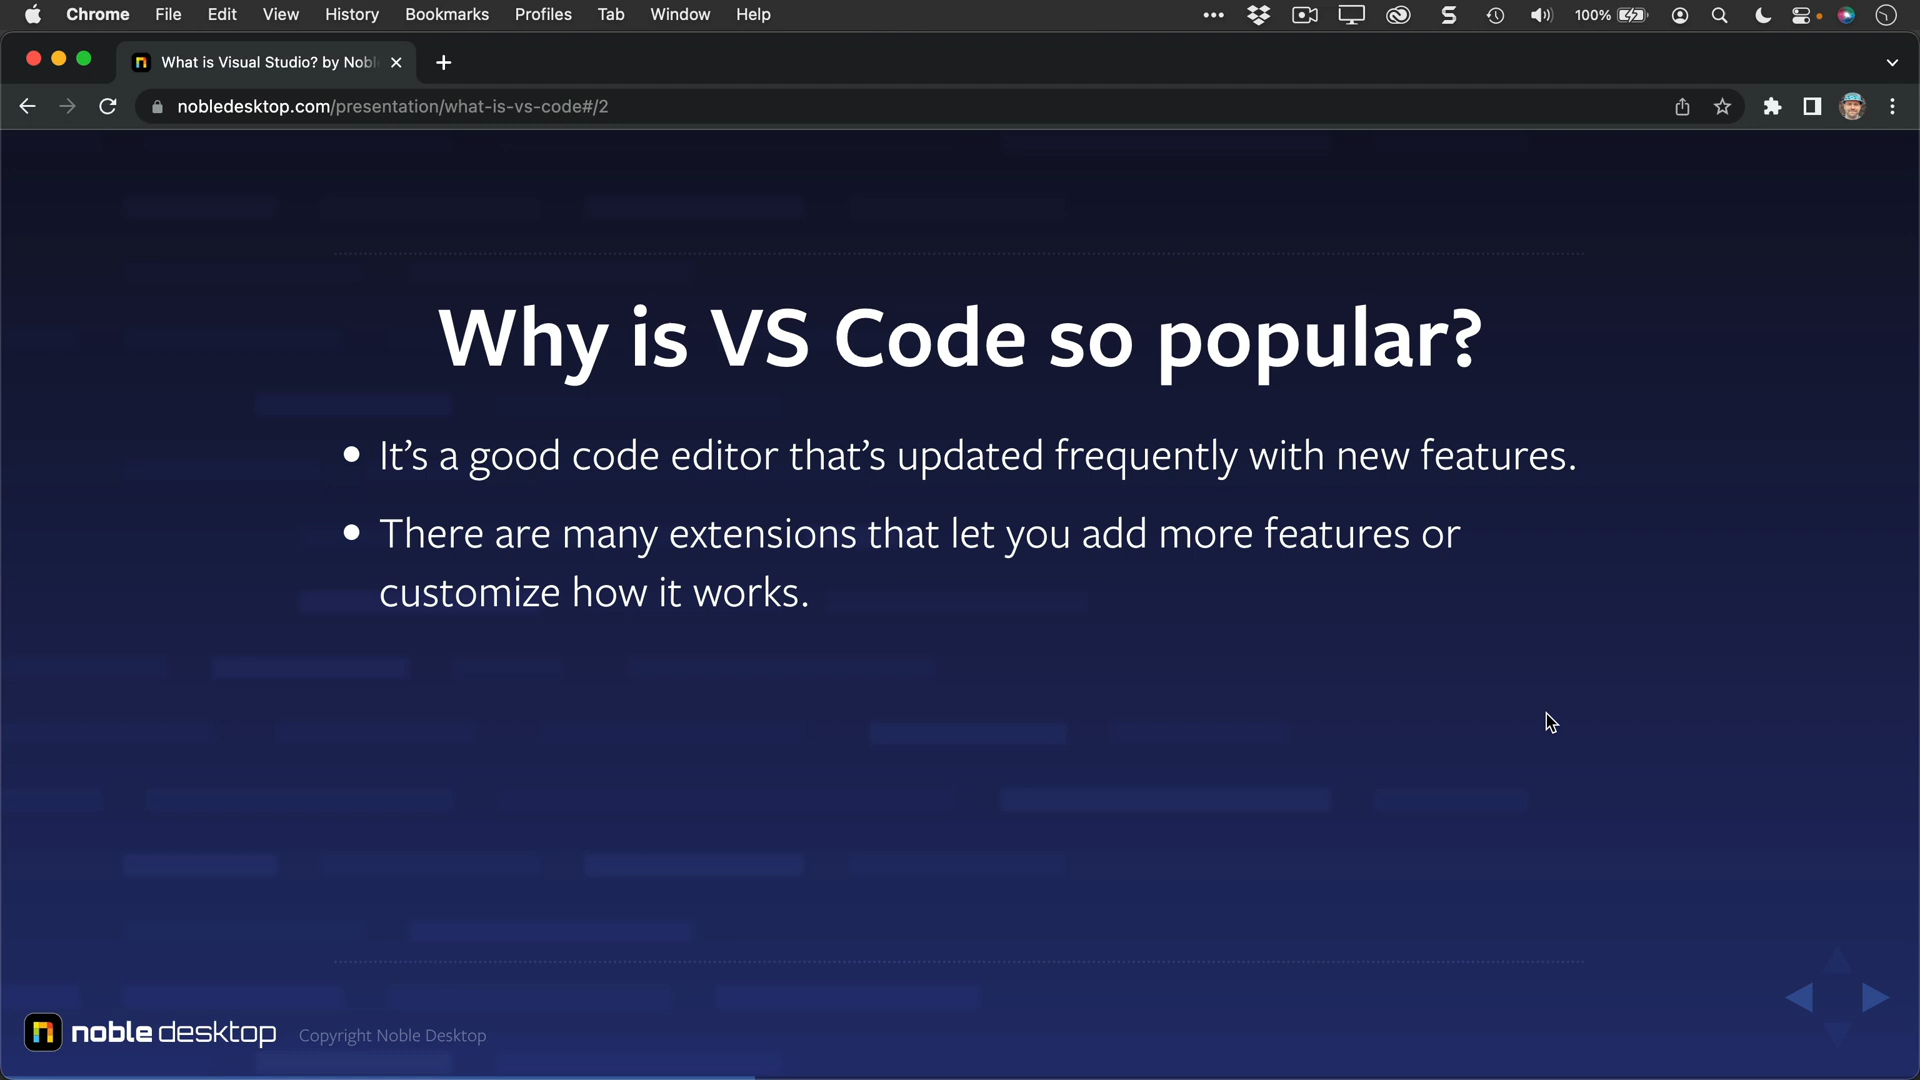 Chrome File Edit View History Bookmarks Profiles Tab Window Help 100%
What is Visual Studio? by Nobl
nobledesktop.com/presentation/what-is-vs-code#/2
Why is VS Code so popular?
• It’s a good code editor that’s updated frequently with new features.
• There are many extensions that let you add more features or
customize how it works.
noble desktop Copyright Noble Desktop